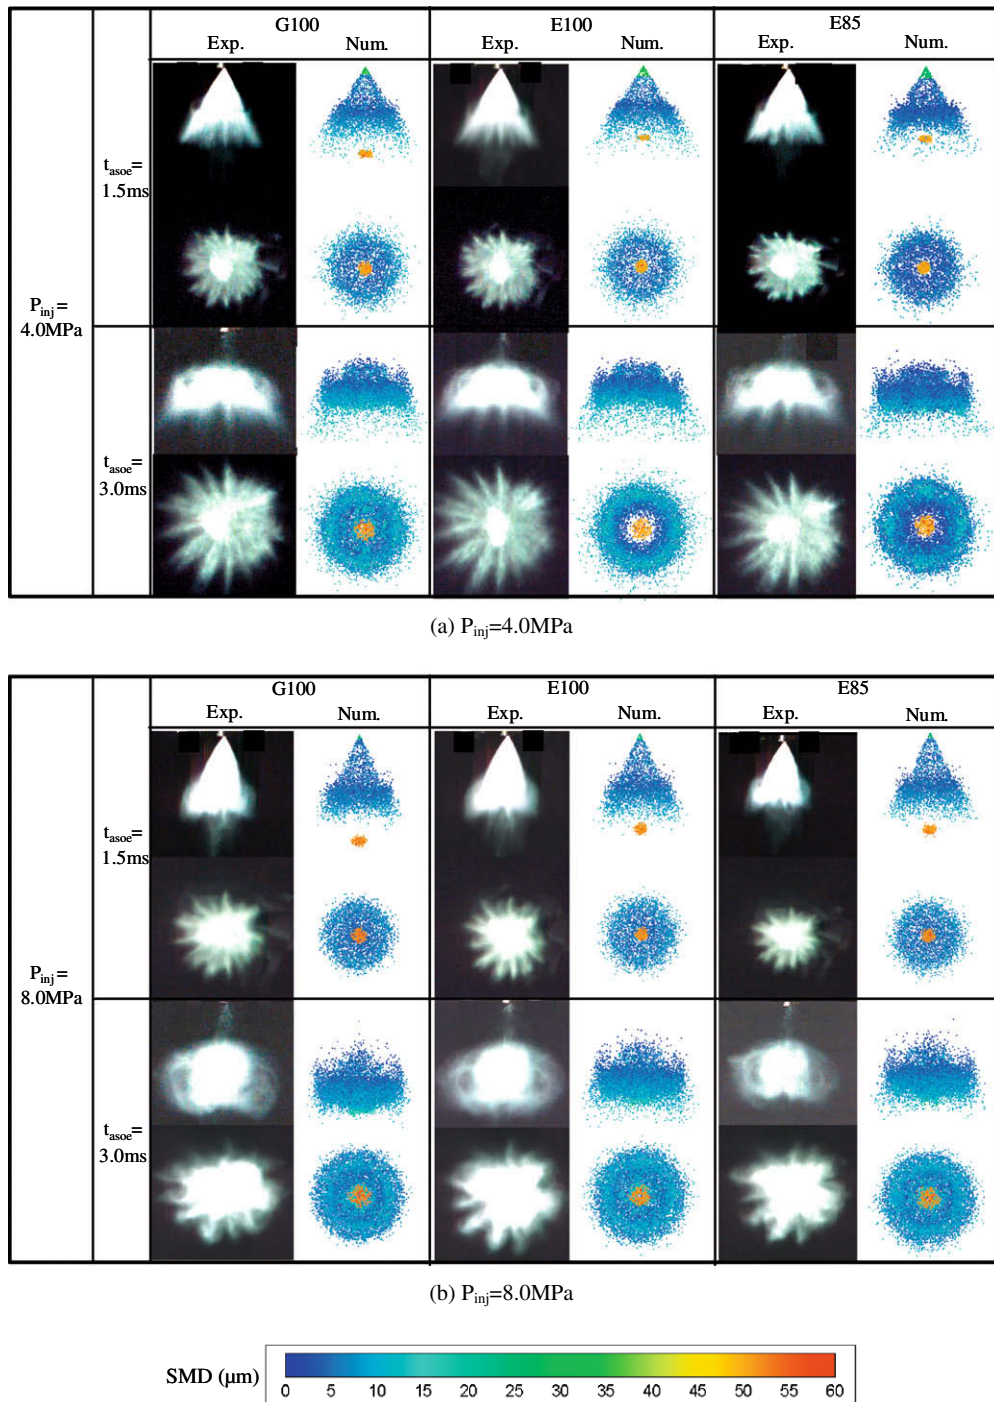 G100 E100 E85
Exp. Num. Exp. Num. Exp. Num.
t_asoe=
1.5ms
P_inj=
4.0MPa
t_asoe=
3.0ms
(a) P_inj=4.0MPa
G100 E100 E85
Exp. Num. Exp. Num. Exp. Num.
t_asoe=
1.5ms
P_inj=
8.0MPa
t_asoe=
3.0ms
(b) P_inj=8.0MPa
SMD (μm)
0 5 10 15 20 25 30 35 40 45 50 55 60